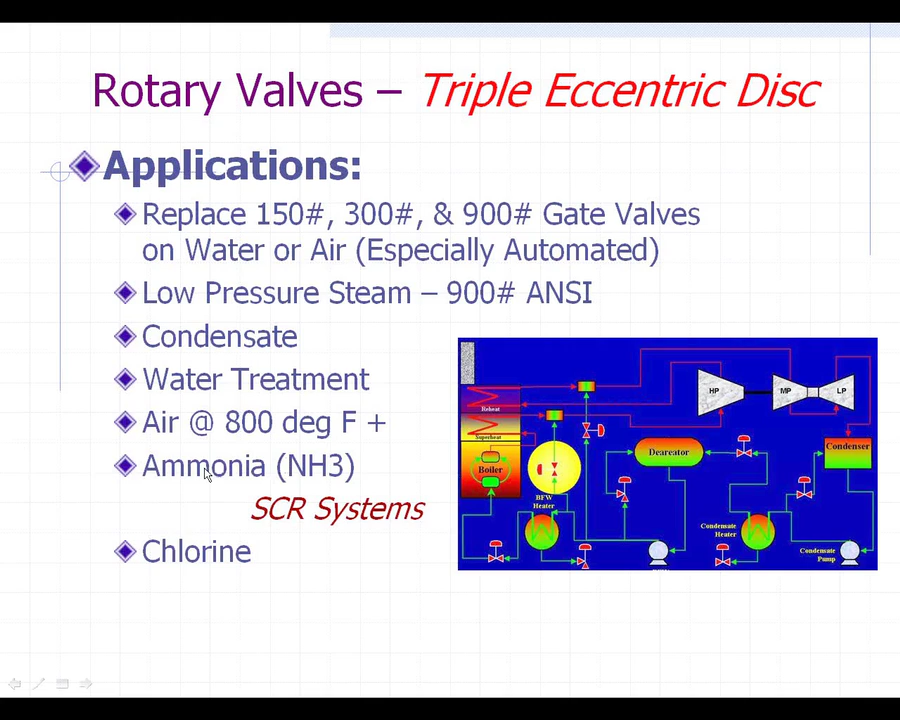 Rotary Valves – Triple Eccentric Disc
Applications:
Replace 150#, 300#, & 900# Gate Valves
on Water or Air (Especially Automated)
Low Pressure Steam – 900# ANSI
Condensate
Water Treatment
Air @ 800 deg F +
Ammonia (NH3)
SCR Systems
Chlorine
HP
MP
LP
Reheat
Superheat
Boiler
Deareator
Condenser
BFW
Heater
Condensate
Heater
Condensate
Pump